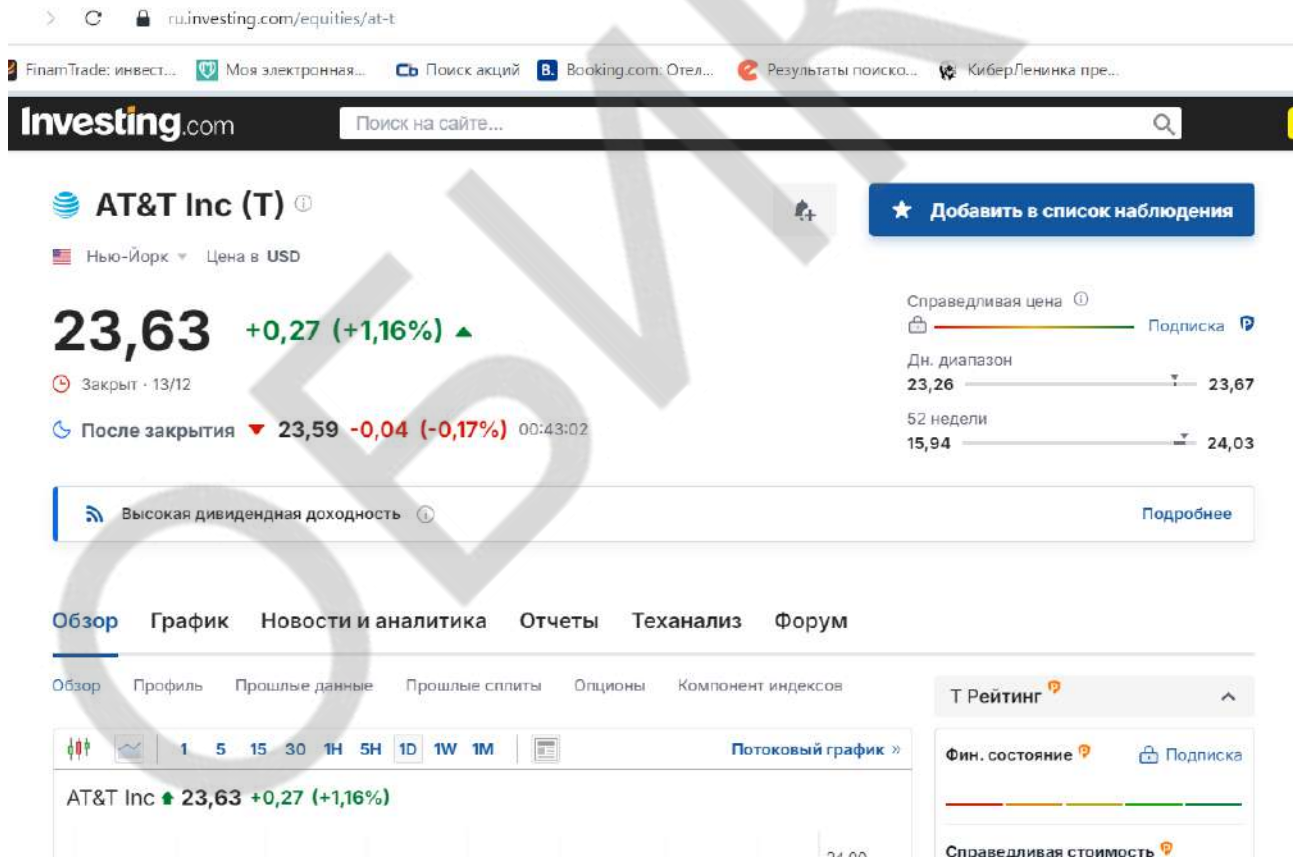 ru.investing.com/equities/at-t
FinamTrade: инвест... Моя электронная... Сb Поиск акций B. Booking.com: Отел... Результаты поиско... КиберЛенинка пре...
Investing.com Поиск на сайте...
AT&T Inc (T)
Добавить в список наблюдения
Нью-Йорк Цена в USD
23,63 +0,27 (+1,16%)
Закрыт · 13/12
После закрытия 23,59 -0,04 (-0,17%) 00:43:02
Справедливая цена
Подписка
Дн. диапазон
23,26 23,67
52 недели
15,94 24,03
Высокая дивидендная доходность Подробнее
Обзор График Новости и аналитика Отчеты Теханализ Форум
Обзор Профиль Прошлые данные Прошлые сплиты Опционы Компонент индексов
1 5 15 30 1H 5H 1D 1W 1M Потоковый график »
AT&T Inc 23,63 +0,27 (+1,16%)
24,00
Т Рейтинг
Фин. состояние Подписка
Справедливая стоимость
ОБИК